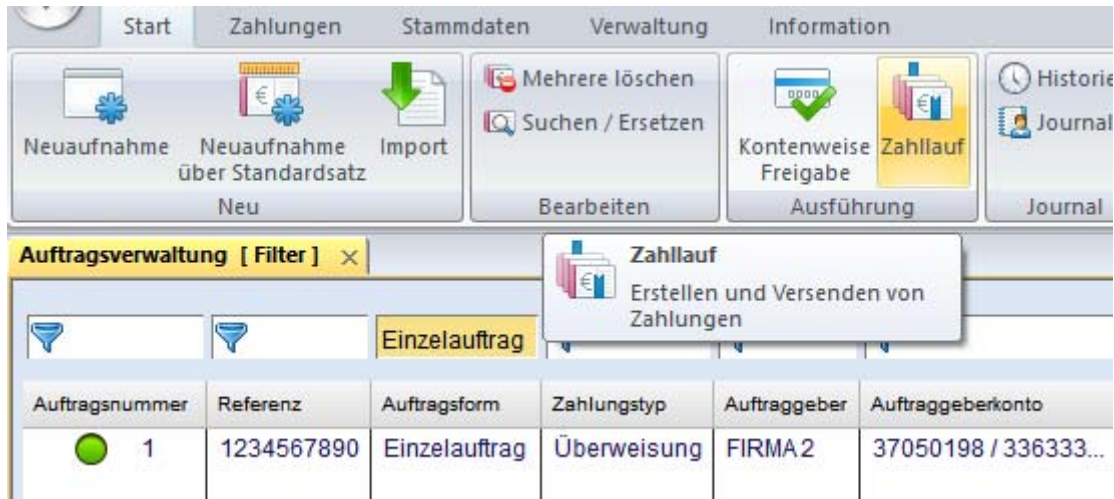 Start Zahlungen Stammdaten Verwaltung Information
Neuaufnahme
Neuaufnahme
über Standardsatz
Import
Neu
Mehrere löschen
Suchen / Ersetzen
Bearbeiten
Kontenweise
Freigabe
Zahllauf
Ausführung
Historie
Journal
Journal
Auftragsverwaltung [ Filter ]
Zahllauf
Erstellen und Versenden von
Zahlungen
Einzelauftrag
Auftragsnummer Referenz Auftragsform Zahlungstyp Auftraggeber Auftraggeberkonto
1 1234567890 Einzelauftrag Überweisung FIRMA 2 37050198 / 336333...